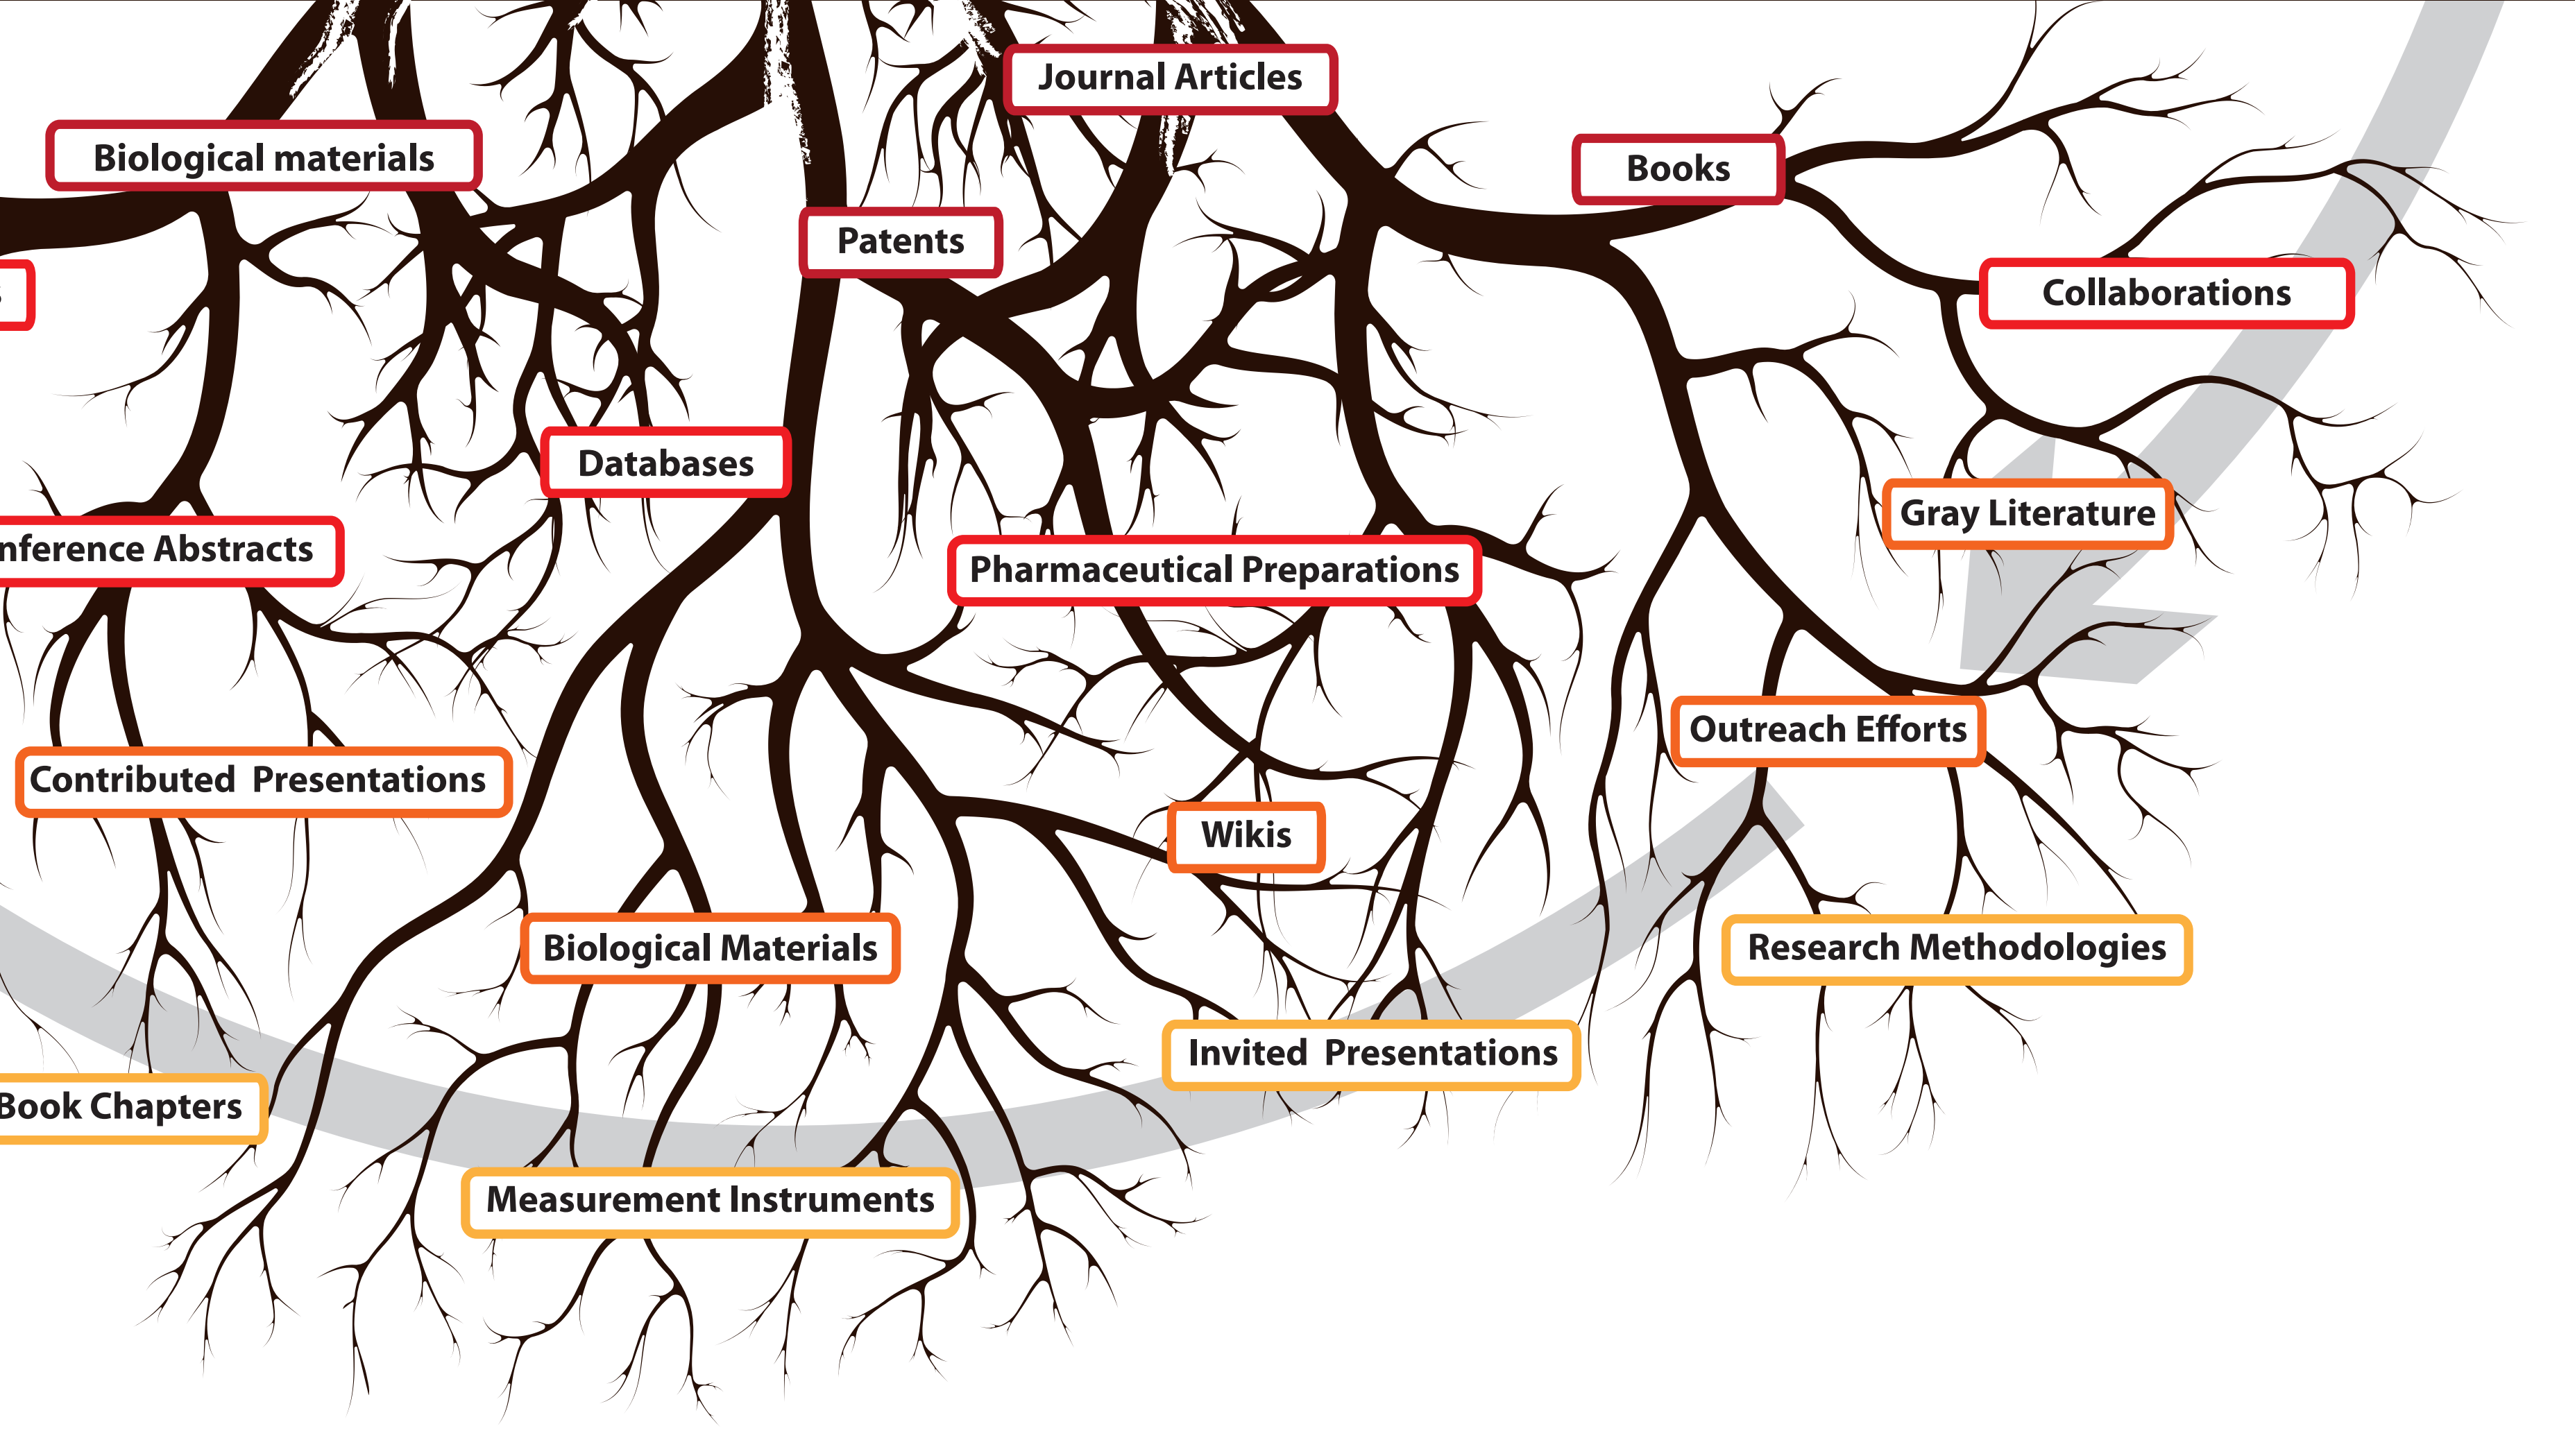 Journal Articles
Biological materials
Books
Patents
s
Collaborations
Databases
Gray Literature
nference Abstracts
Pharmaceutical Preparations
Outreach Efforts
Contributed Presentations
Wikis
Biological Materials
Research Methodologies
Invited Presentations
Book Chapters
Measurement Instruments